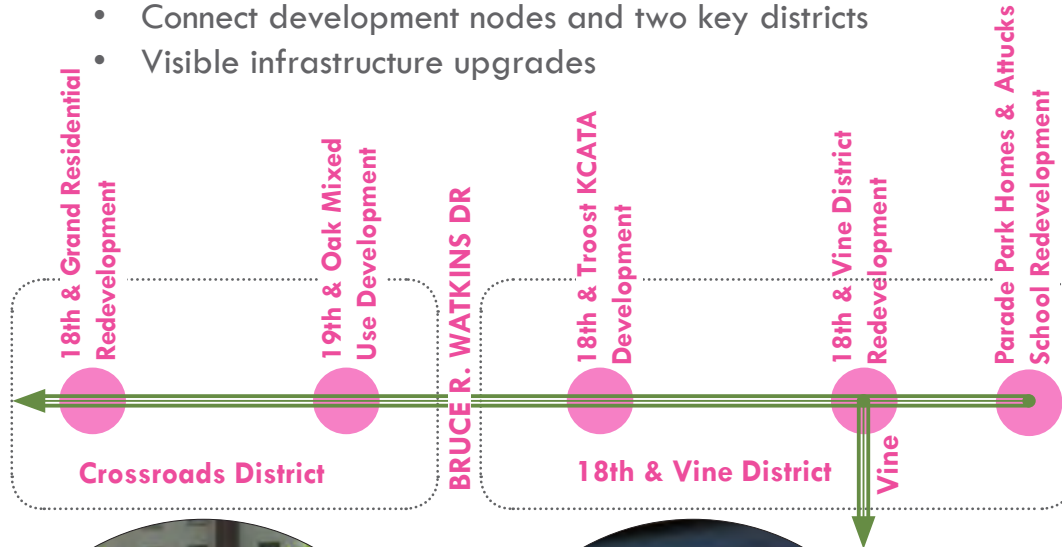 • Connect development nodes and two key districts
• Visible infrastructure upgrades
18th & Grand Residential
Redevelopment
19th & Oak Mixed
Use Development
BRUCE R. WATKINS DR
18th & Troost KCATA
Development
18th & Vine District
Redevelopment
Parade Park Homes & Attucks
School Redevelopment
Crossroads District
18th & Vine District
Vine